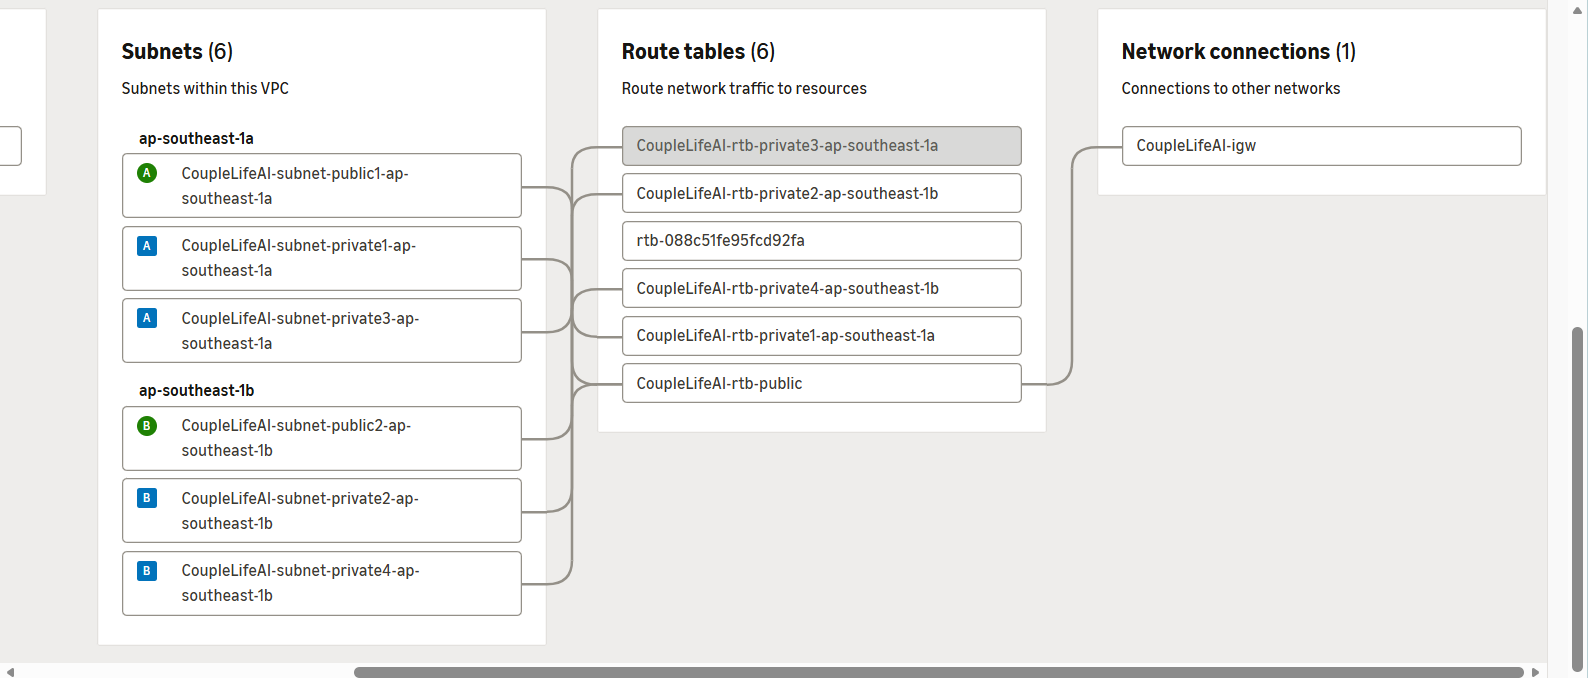 Subnets (6)
Subnets within this VPC
ap-southeast-1a
A
CoupleLifeAI-subnet-public1-ap-
southeast-1a
A
CoupleLifeAI-subnet-private1-ap-
southeast-1a
A
CoupleLifeAI-subnet-private3-ap-
southeast-1a
ap-southeast-1b
B
CoupleLifeAI-subnet-public2-ap-
southeast-1b
B
CoupleLifeAI-subnet-private2-ap-
southeast-1b
B
CoupleLifeAI-subnet-private4-ap-
southeast-1b
Route tables (6)
Route network traffic to resources
CoupleLifeAI-rtb-private3-ap-southeast-1a
CoupleLifeAI-rtb-private2-ap-southeast-1b
rtb-088c51fe95fcd92fa
CoupleLifeAI-rtb-private4-ap-southeast-1b
CoupleLifeAI-rtb-private1-ap-southeast-1a
CoupleLifeAI-rtb-public
Network connections (1)
Connections to other networks
CoupleLifeAI-igw